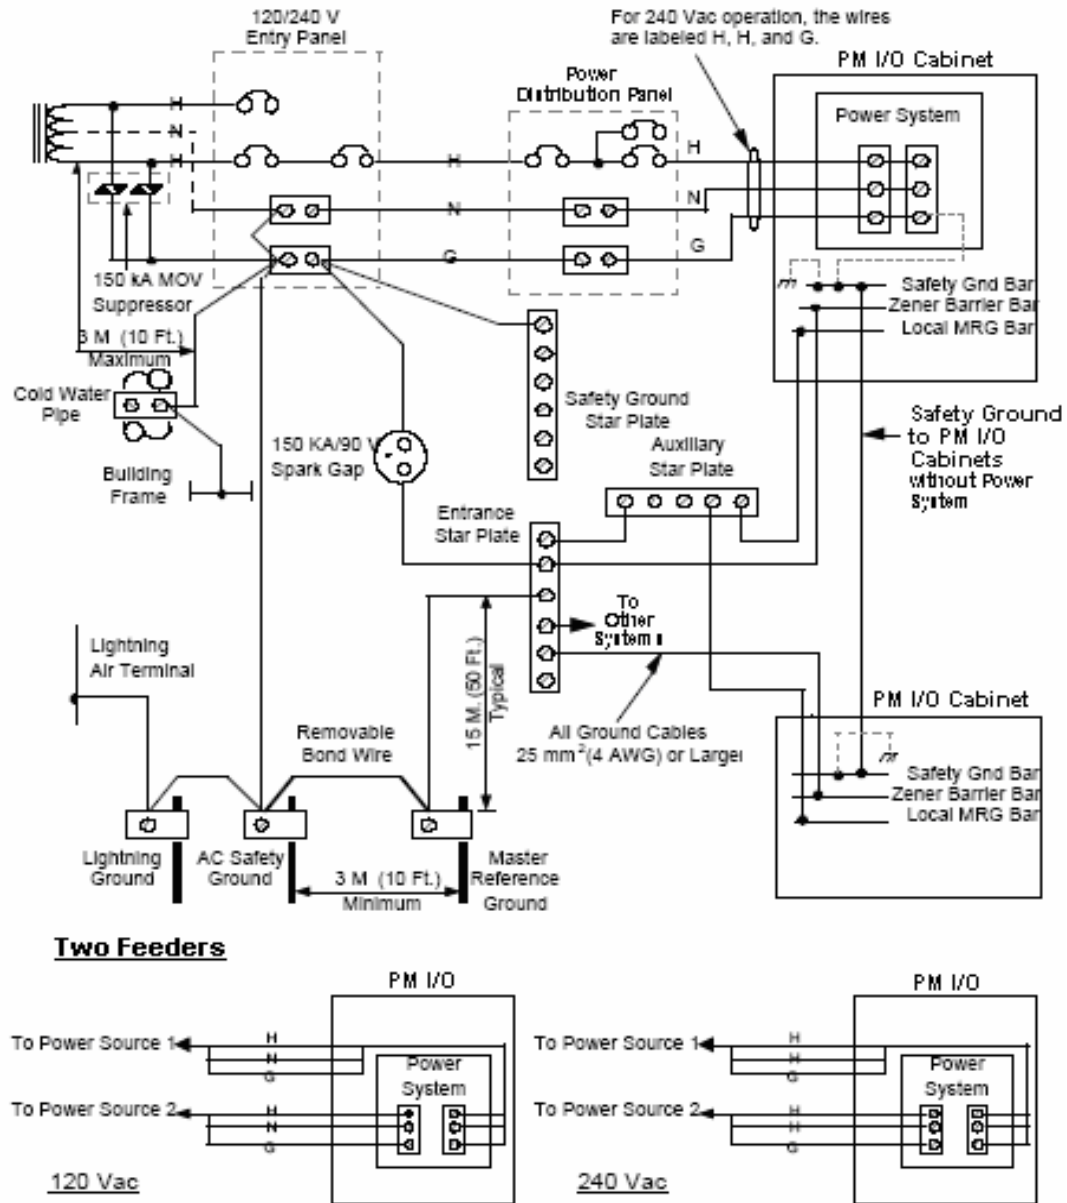 120/240 V
Entry Panel
For 240 Vac operation, the wires
are labeled H, H, and G.
PM I/O Cabinet
Power
Distribution Panel
Power System
H
N
H
H
H
N
N
G
G
150 kA MOV
Suppressor
3 M (10 Ft.)
Maximum
Safety Gnd Bar
Zener Barrier Bar
Local MRG Bar
Cold Water
Pipe
Safety Ground
Star Plate
Safety Ground
to PM I/O
Cabinets
without Power
System
150 KA/90 V
Spark Gap
Auxiliary
Star Plate
Building
Frame
Entrance
Star Plate
To
Other
Systems
Lightning
Air Terminal
15 M. (50 Ft.)
Typical
PM I/O Cabinet
Removable
Bond Wire
All Ground Cables
25 mm²(4 AWG) or Larger
Safety Gnd Bar
Zener Barrier Bar
Local MRG Bar
Lightning
Ground
AC Safety
Ground
3 M (10 Ft.)
Minimum
Master
Reference
Ground
Two Feeders
PM I/O
To Power Source 1
H
N
G
Power
System
To Power Source 2
H
N
G
120 Vac
PM I/O
To Power Source 1
H
H
G
Power
System
To Power Source 2
H
H
G
240 Vac